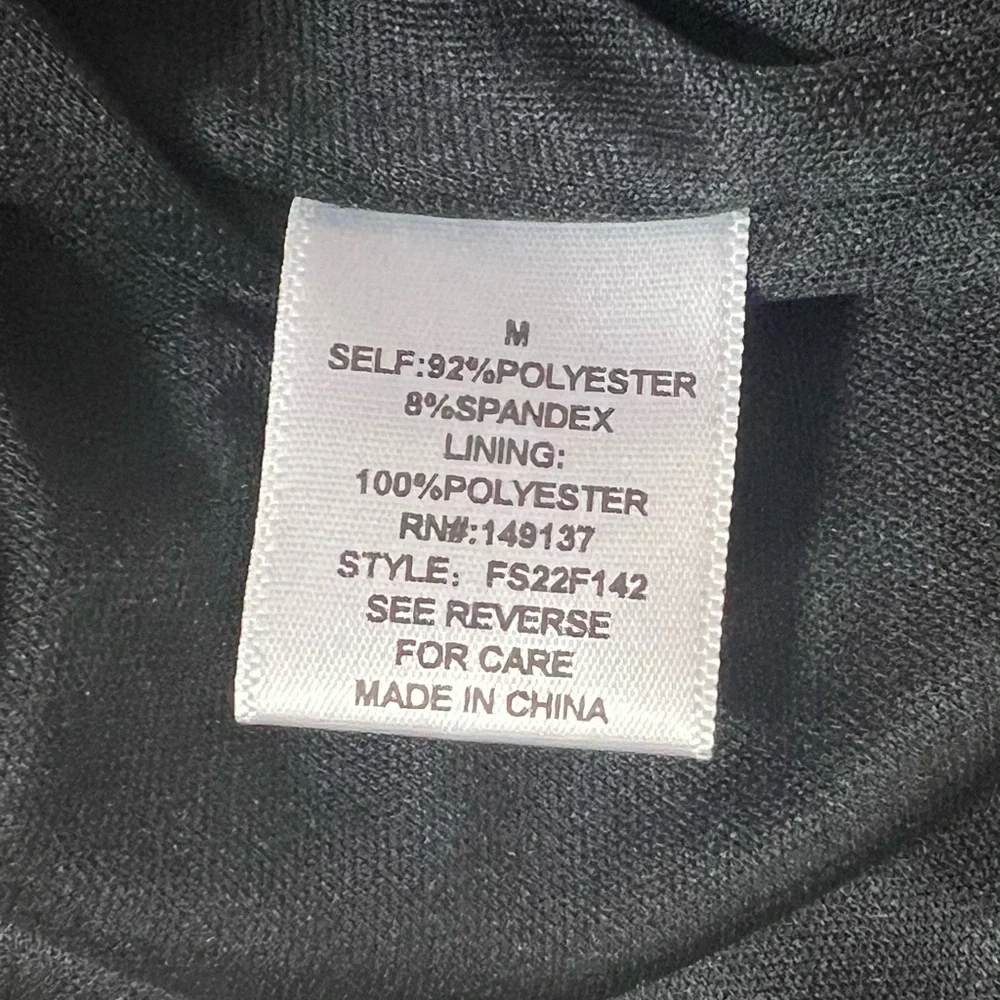 M
SELF:92%POLYESTER
8%SPANDEX
LINING:
100%POLYESTER
RN#:149137
STYLE: FS22F142
SEE REVERSE
FOR CARE
MADE IN CHINA